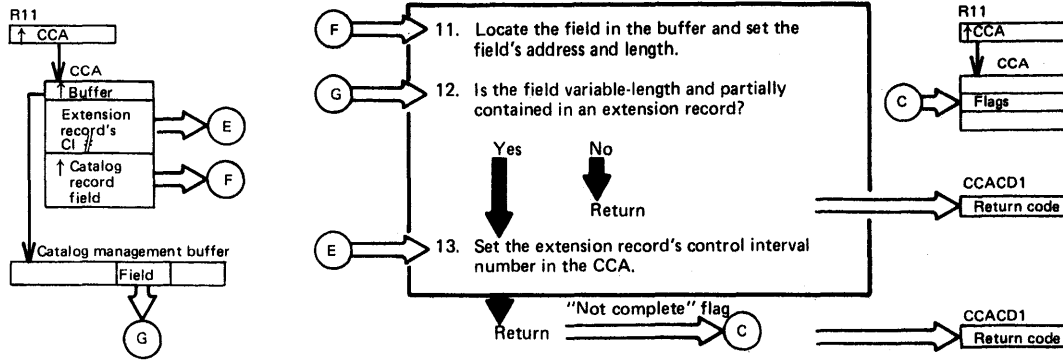 R11
↑ CCA
CCA
↑ Buffer
Extension
record's
CI #
↑ Catalog
record
field
E
F
Catalog management buffer
Field
G
F
11. Locate the field in the buffer and set the
field's address and length.
G
12. Is the field variable-length and partially
contained in an extension record?
Yes No
Return
E
13. Set the extension record's control interval
number in the CCA.
"Not complete" flag
Return
C
R11
↑CCA
CCA
C
Flags
CCACD1
Return code
CCACD1
Return code